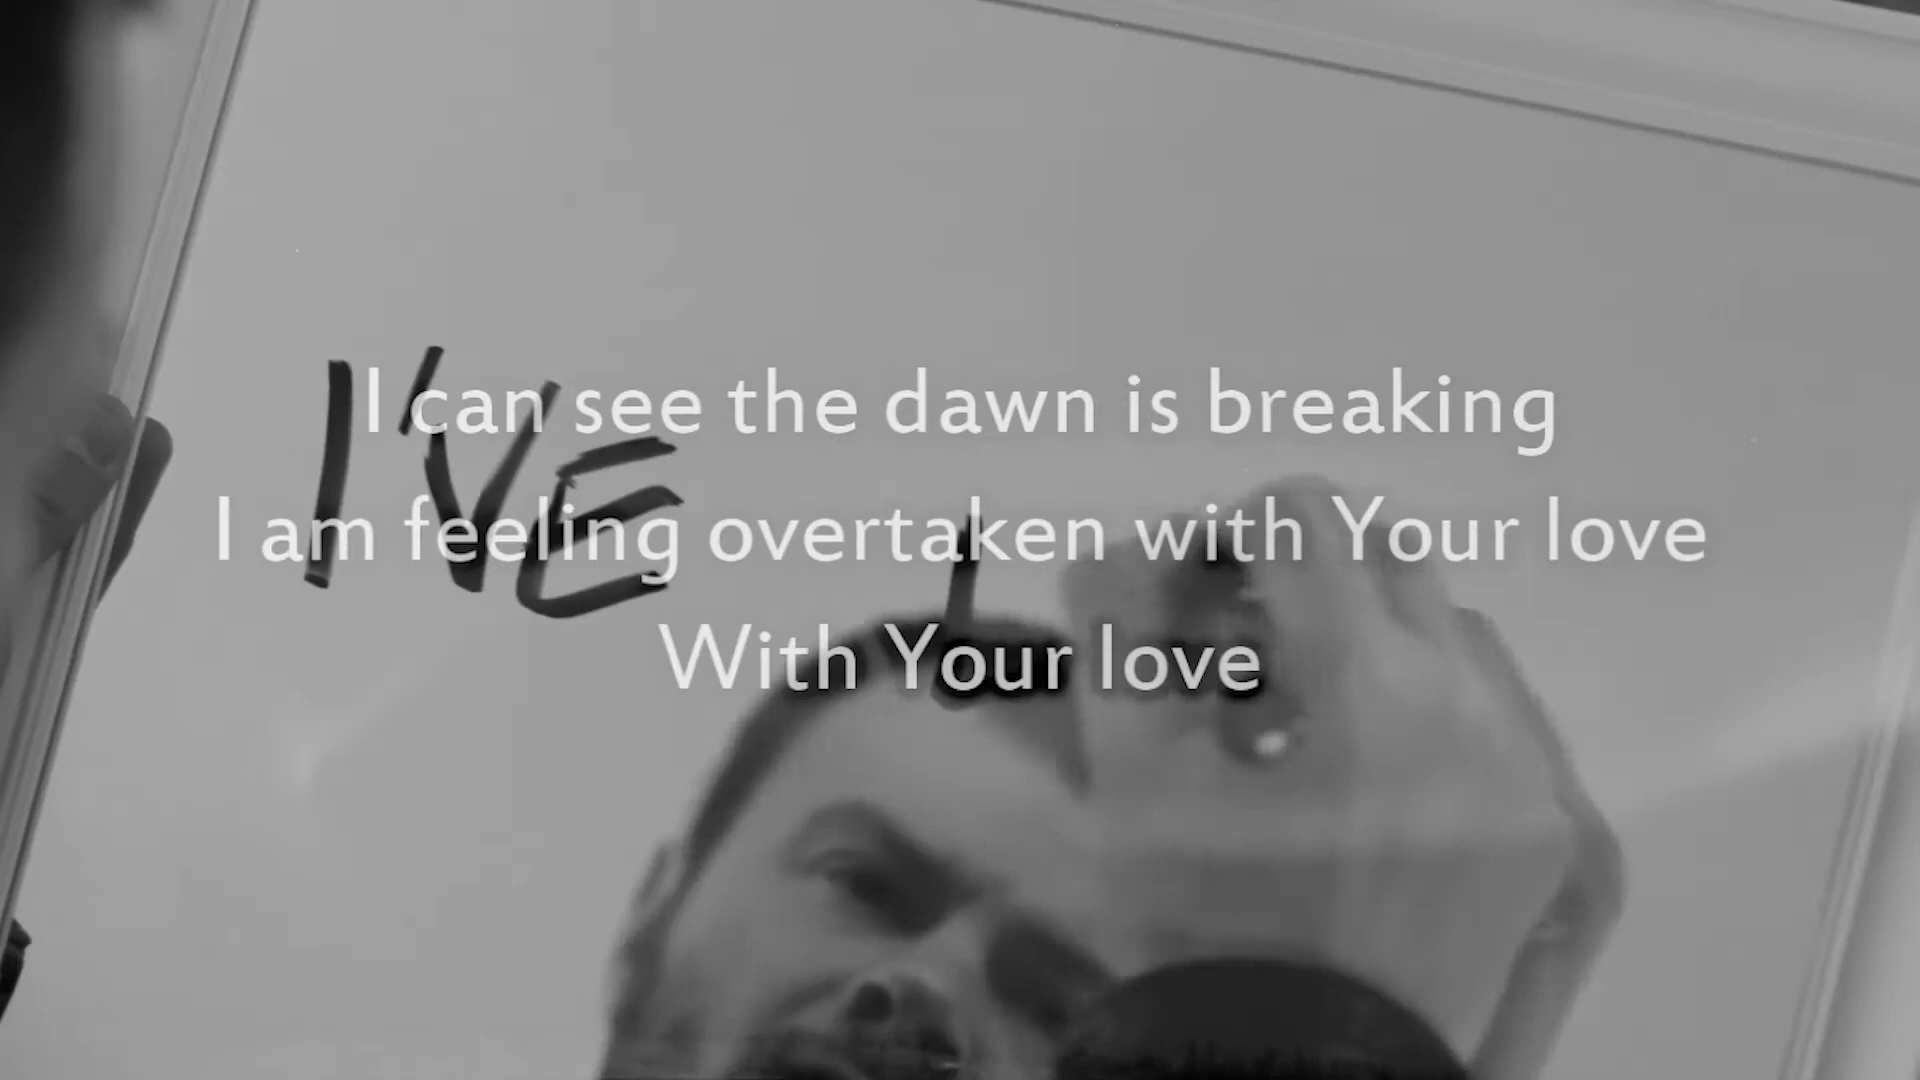 I can see the dawn is breaking
I am feeling overtaken with Your love
With Your love
I'VE